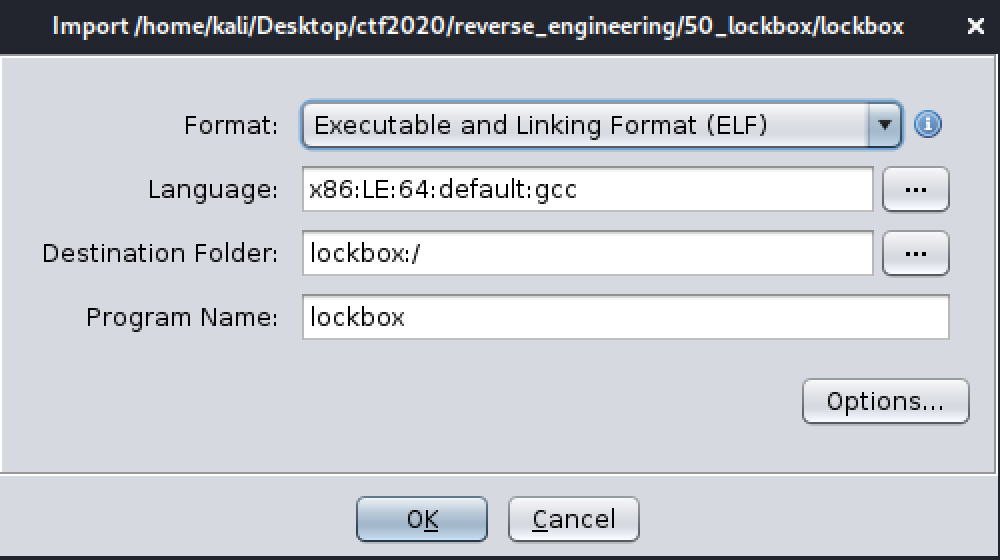 Import /home/kali/Desktop/ctf2020/reverse_engineering/50_lockbox/lockbox ×
Format: Executable and Linking Format (ELF)
Language: x86:LE:64:default:gcc ...
Destination Folder: lockbox:/ ...
Program Name: lockbox
Options...
OK Cancel